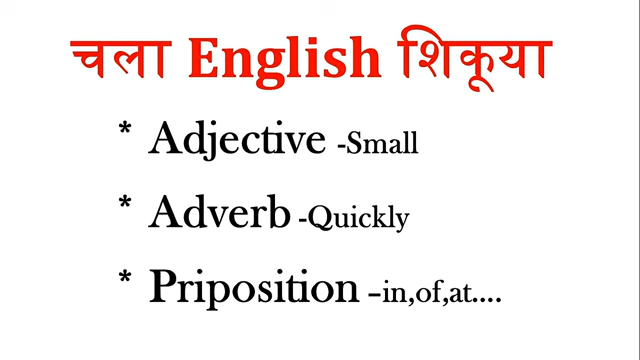 चला English शिकूया
* Adjective -Small
* Adverb -Quickly
* Priposition –in,of,at....